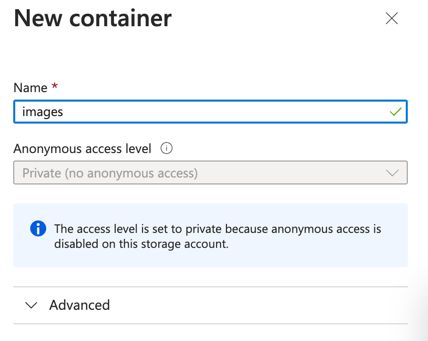 New container
Name *
images
Anonymous access level
Private (no anonymous access)
The access level is set to private because anonymous access is
disabled on this storage account.
Advanced